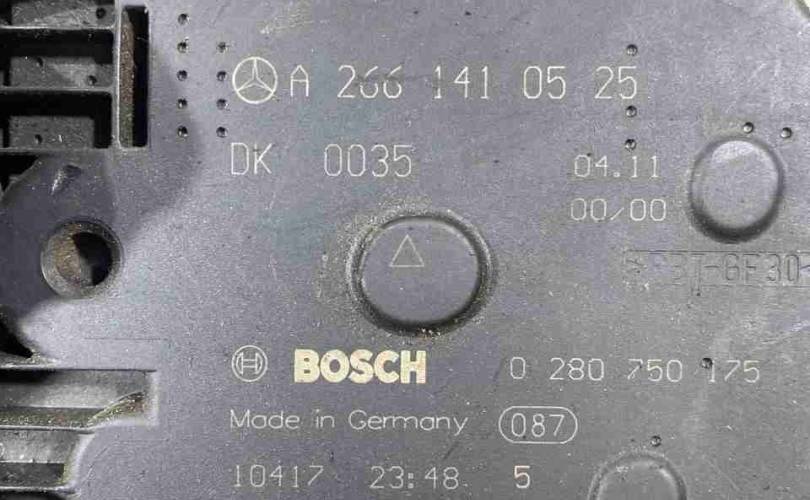 A 266 141 05 25
DK 0035
04.11
00/00
BOSCH 0 280 750 175
Made in Germany 087
10417 23:48 5